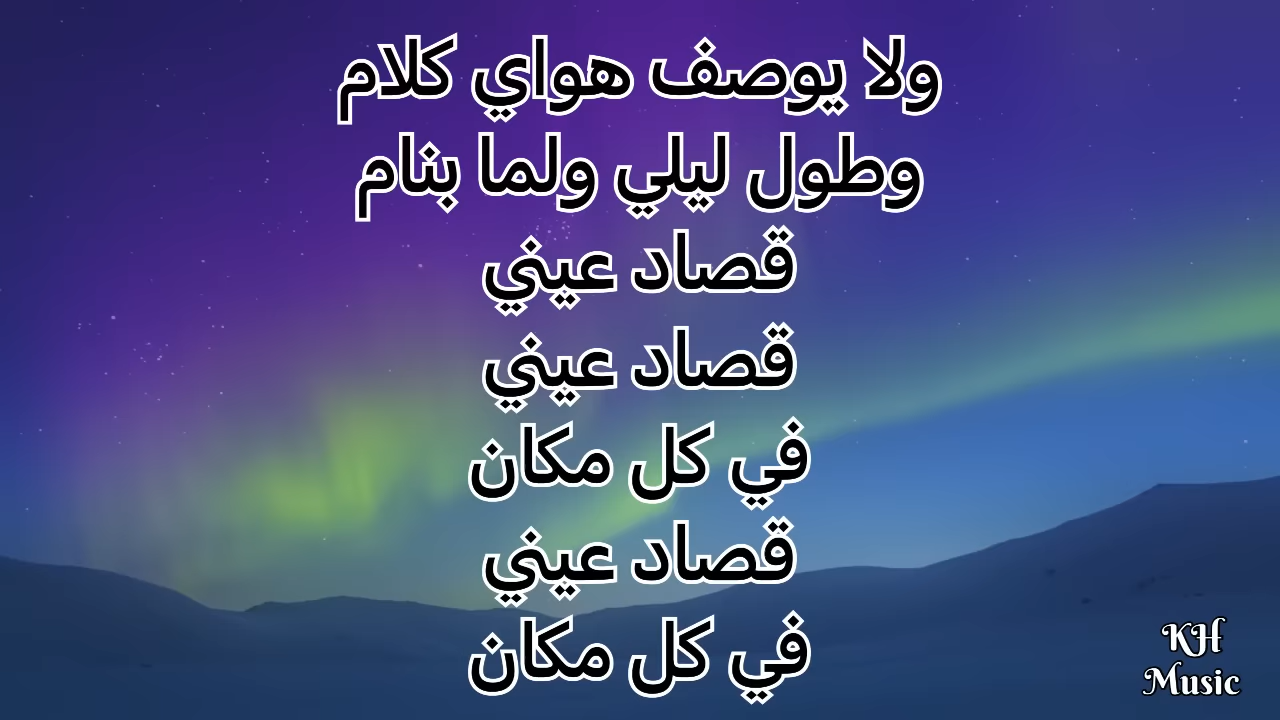 ولا يوصف هواي كلام
وطول ليلي ولما بنام
قصاد عيني
قصاد عيني
في كل مكان
قصاد عيني
في كل مكان
KH
Music